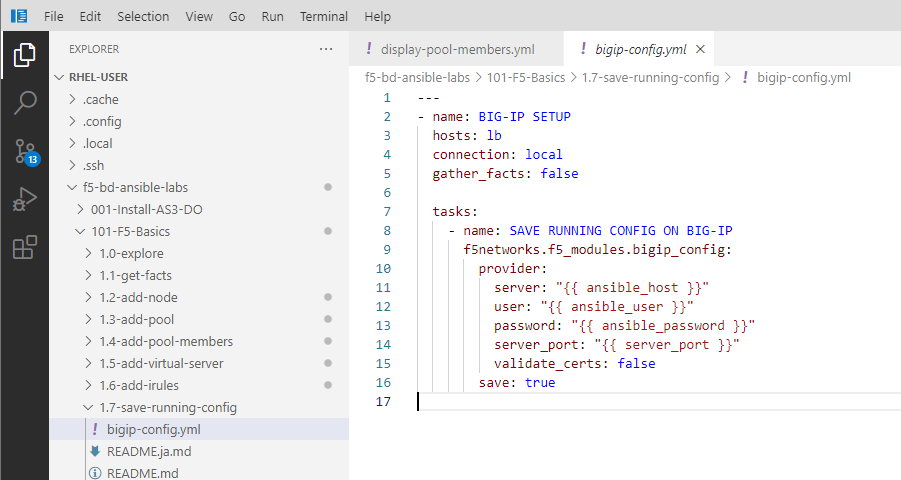 File Edit Selection View Go Run Terminal Help
EXPLORER ···
RHEL-USER
.cache
.config
.local
.ssh
f5-bd-ansible-labs
001-Install-AS3-DO
101-F5-Basics
1.0-explore
1.1-get-facts
1.2-add-node
1.3-add-pool
1.4-add-pool-members
1.5-add-virtual-server
1.6-add-irules
1.7-save-running-config
! bigip-config.yml
README.ja.md
README.md
13
! display-pool-members.yml ! bigip-config.yml ×
f5-bd-ansible-labs > 101-F5-Basics > 1.7-save-running-config > ! bigip-config.yml
1 ---
2 - name: BIG-IP SETUP
3   hosts: lb
4   connection: local
5   gather_facts: false
6
7   tasks:
8     - name: SAVE RUNNING CONFIG ON BIG-IP
9       f5networks.f5_modules.bigip_config:
10         provider:
11           server: "{{ ansible_host }}"
12           user: "{{ ansible_user }}"
13           password: "{{ ansible_password }}"
14           server_port: "{{ server_port }}"
15           validate_certs: false
16         save: true
17